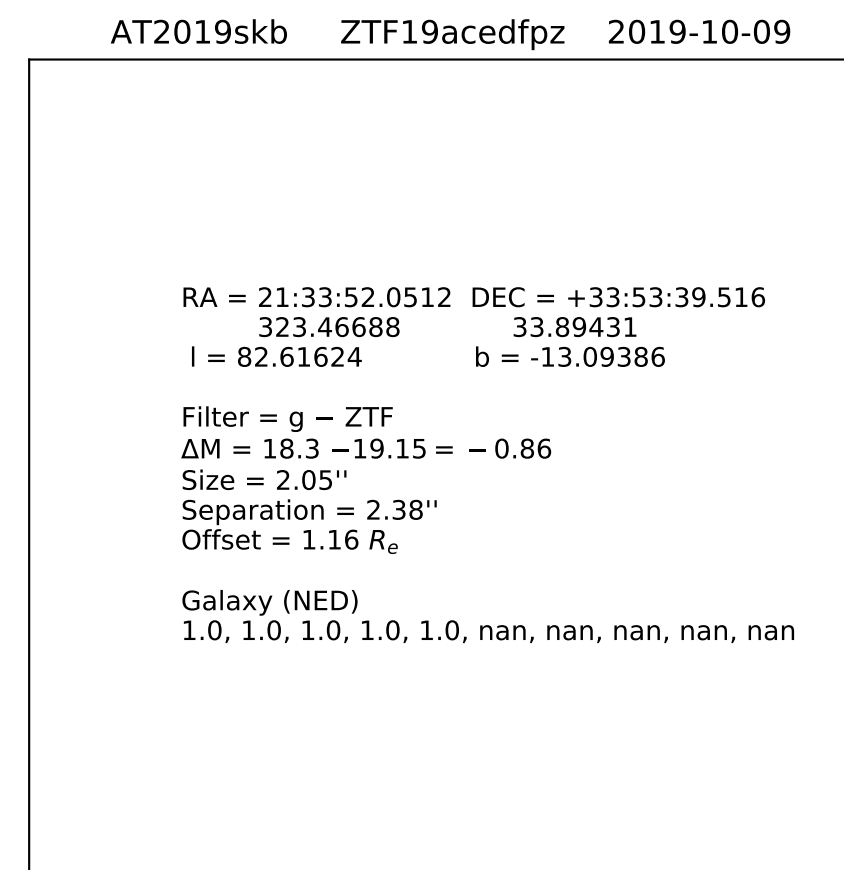 AT2019skb ZTF19acedfpz 2019-10-09
RA = 21:33:52.0512 DEC = +33:53:39.516
323.46688 33.89431
l = 82.61624 b = -13.09386
Filter = g − ZTF
ΔM = 18.3 −19.15 = −0.86
Size = 2.05''
Separation = 2.38''
Offset = 1.16 Re
Galaxy (NED)
1.0, 1.0, 1.0, 1.0, 1.0, nan, nan, nan, nan, nan